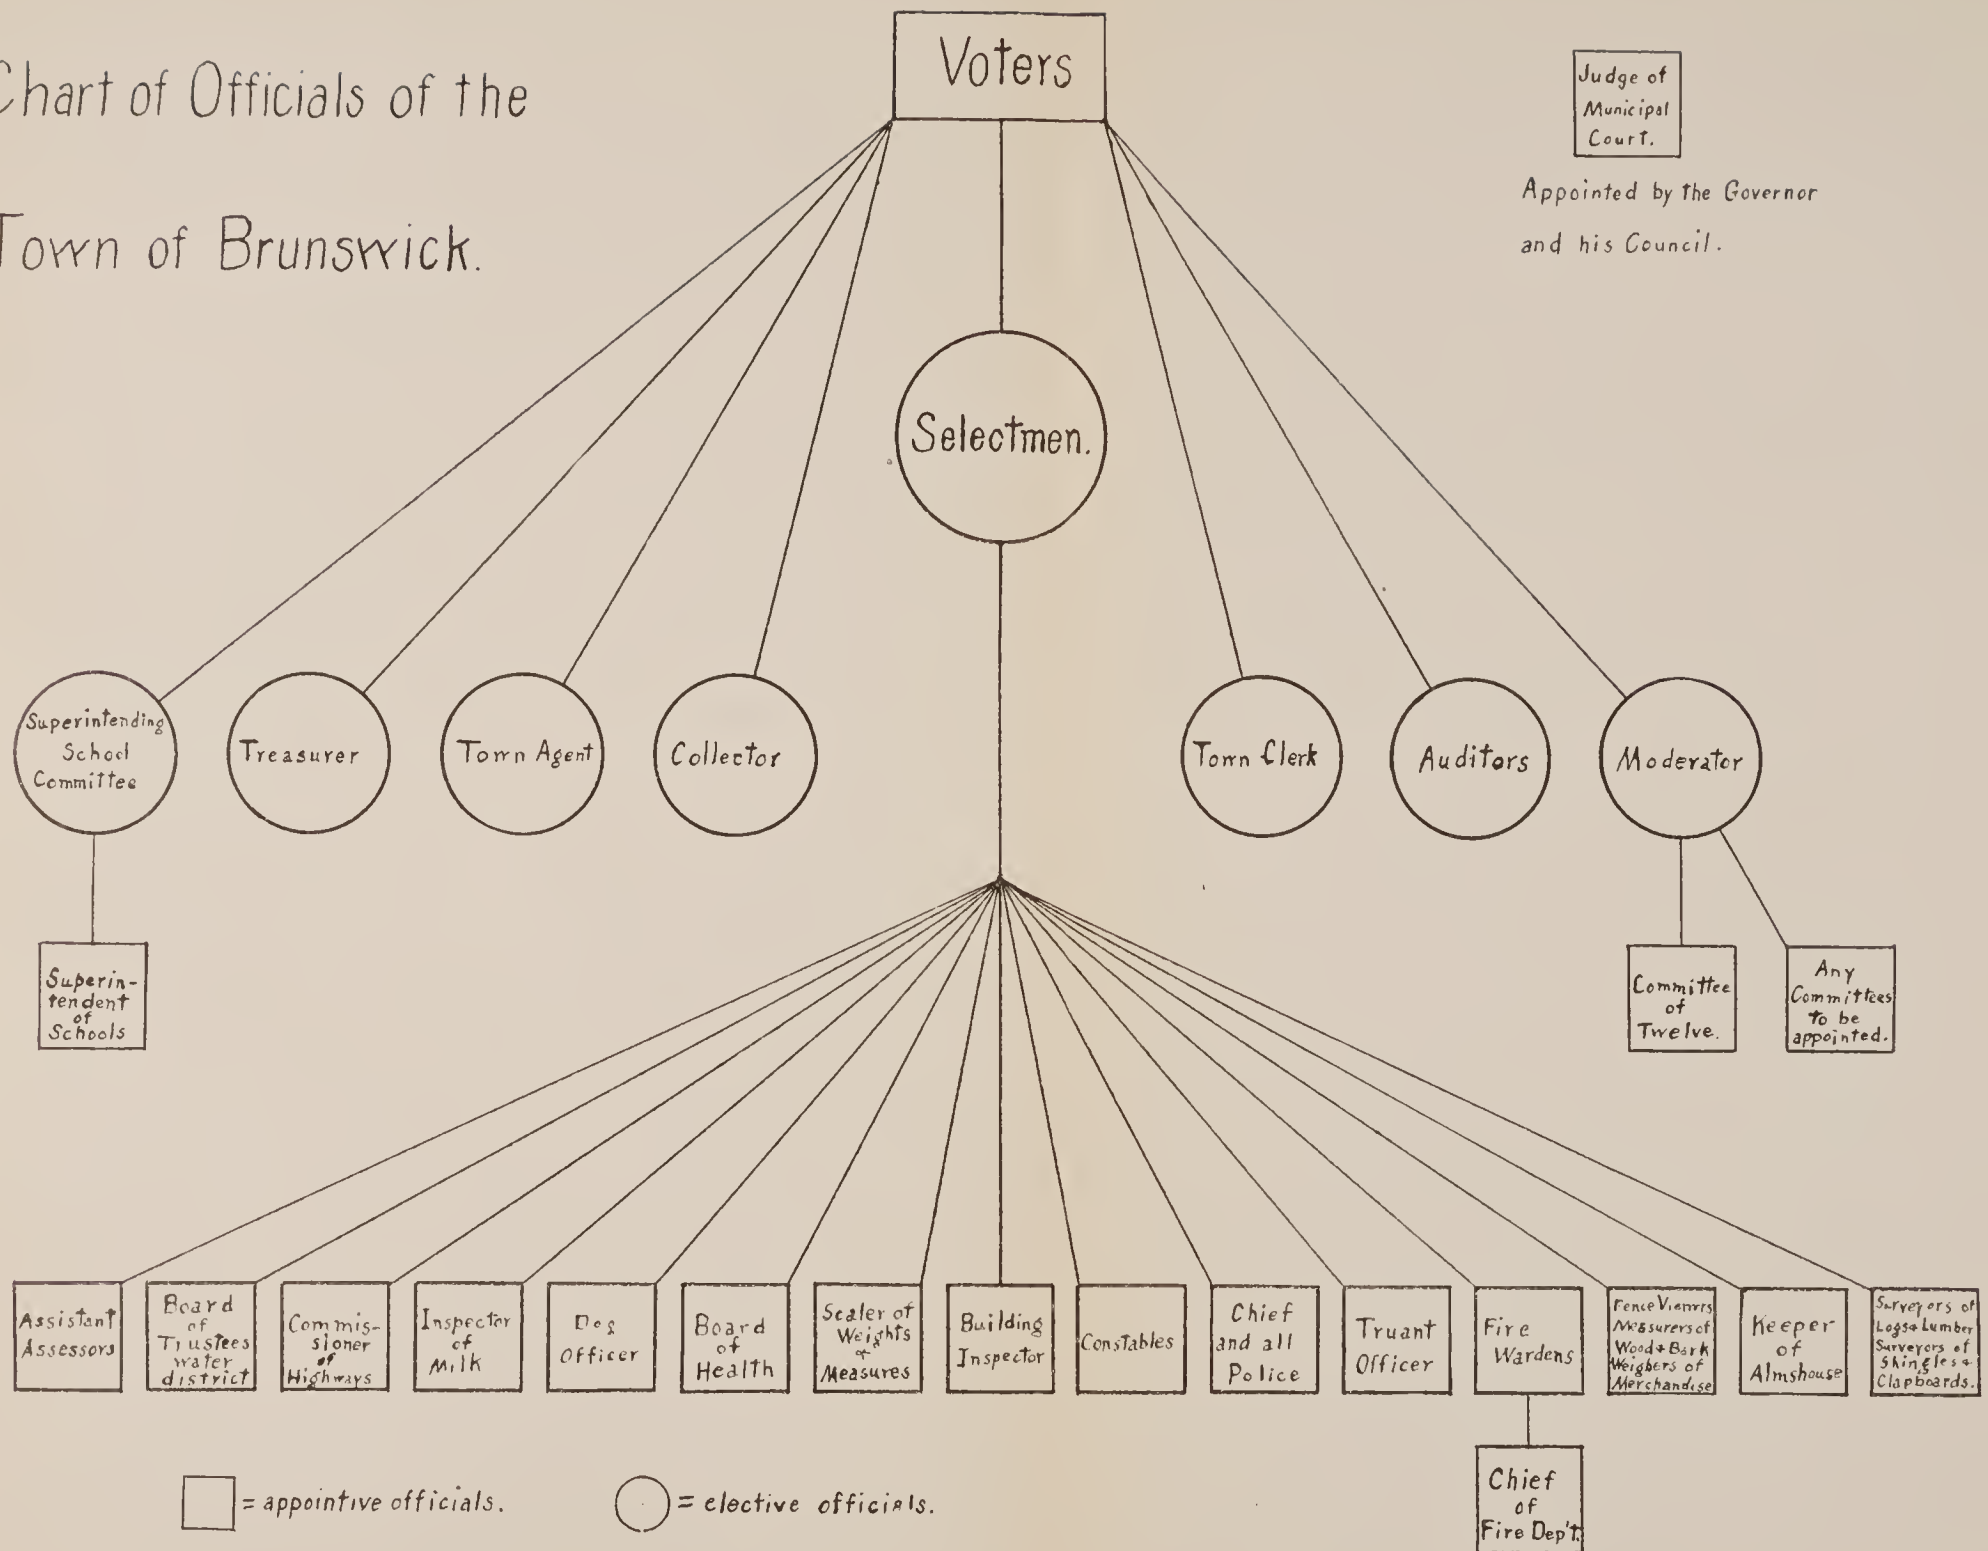 Chart of Officials of the
Town of Brunswick.
Voters
Judge of
Municipal
Court.
Appointed by the Governor
and his Council.
Selectmen.
Superintending
School
Committee
Treasurer
Town Agent
Collector
Town Clerk
Auditors
Moderator
Superin-
tendent
of
Schools
Committee
of
Twelve.
Any
Committees
to be
appointed.
Assistant
Assessors
Board
of
Trustees
water
district
Commis-
sioner
of
Highways
Inspector
of
Milk
Dog
Officer
Board
of
Health
Sealer of
Weights
+
Measures
Building
Inspector
Constables
Chief
and all
Police
Truant
Officer
Fire
Wardens
Fence Viewers
Measurers of
Wood + Bark
Weighers of
Merchandise
Keeper
of
Almshouse
Surveyors of
Logs + Lumber
Surveyors of
Shingles +
Clapboards.
Chief
of
Fire Dep't.
= appointive officials.
= elective officials.